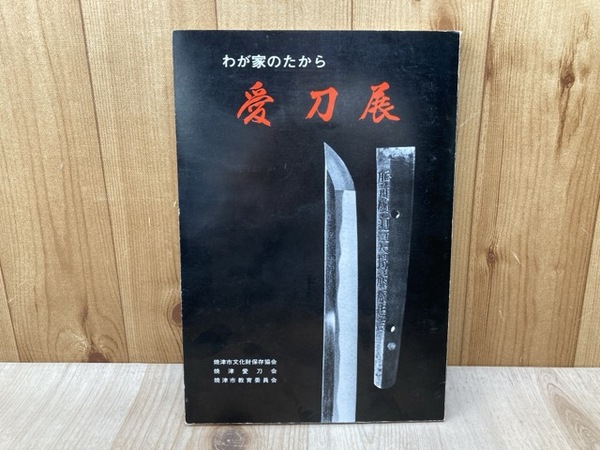 わが家のたから
愛刀展
焼津市文化財保存協会
焼津愛刀会
焼津市教育委員会